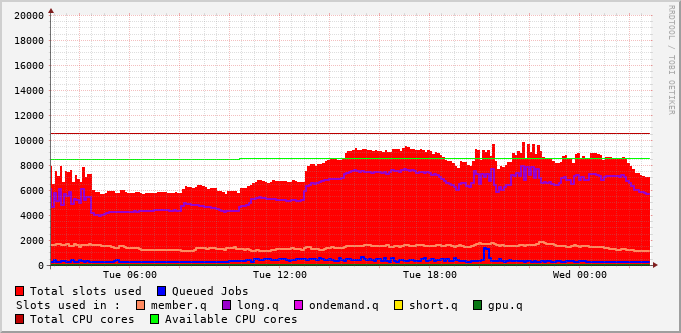 20000
18000
16000
14000
12000
10000
8000
6000
4000
2000
0
Tue 06:00 Tue 12:00 Tue 18:00 Wed 00:00
RRDTOOL / TOBI OETIKER
Total slots used Queued Jobs
Slots used in : member.q long.q ondemand.q short.q gpu.q
Total CPU cores Available CPU cores